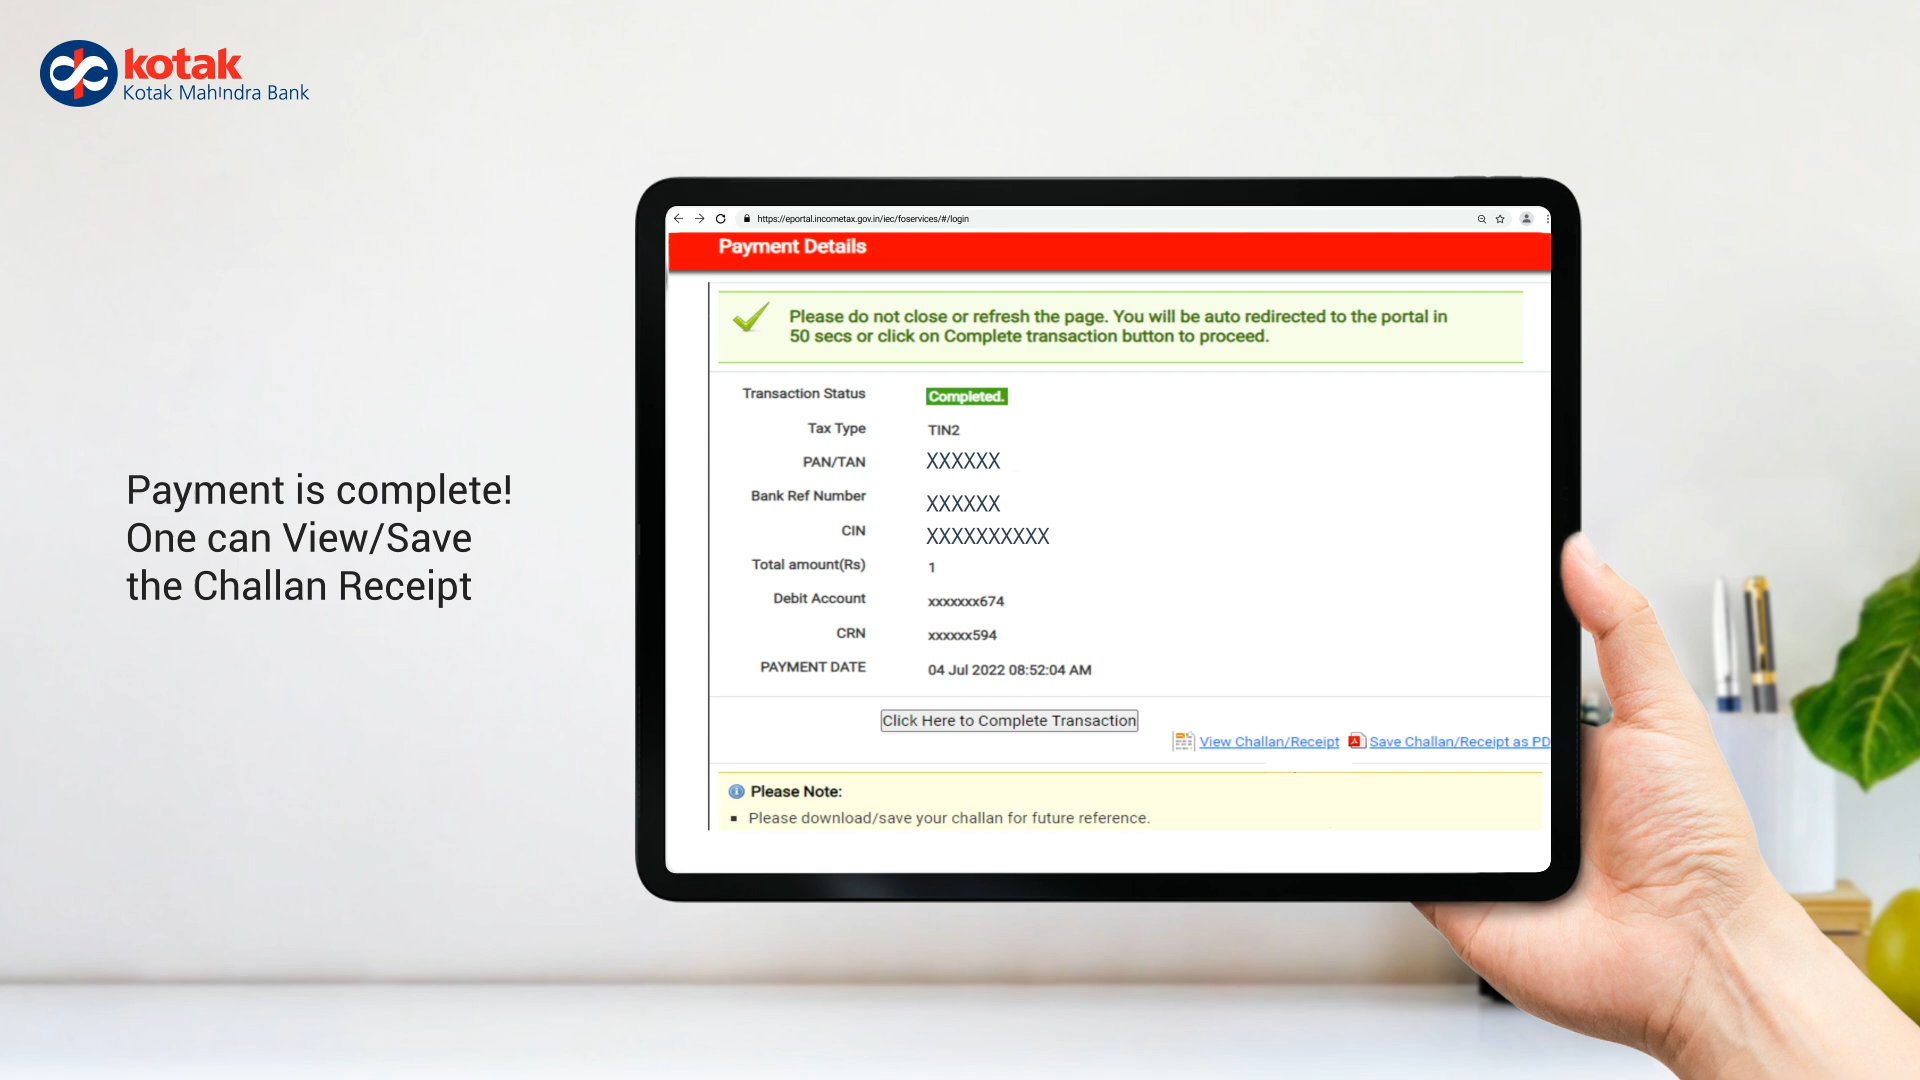 kotak
Kotak Mahindra Bank
https://eportal.incometax.gov.in/iec/foservices/#/login
Payment Details
Please do not close or refresh the page. You will be auto redirected to the portal in
50 secs or click on Complete transaction button to proceed.
Transaction Status Completed.
Tax Type TIN2
PAN/TAN XXXXXX
Bank Ref Number XXXXXX
CIN XXXXXXXXXX
Total amount(Rs) 1
Debit Account xxxxxxx674
CRN xxxxxx594
PAYMENT DATE 04 Jul 2022 08:52:04 AM
Click Here to Complete Transaction
View Challan/Receipt Save Challan/Receipt as PD
Please Note:
▪ Please download/save your challan for future reference.
Payment is complete!
One can View/Save
the Challan Receipt